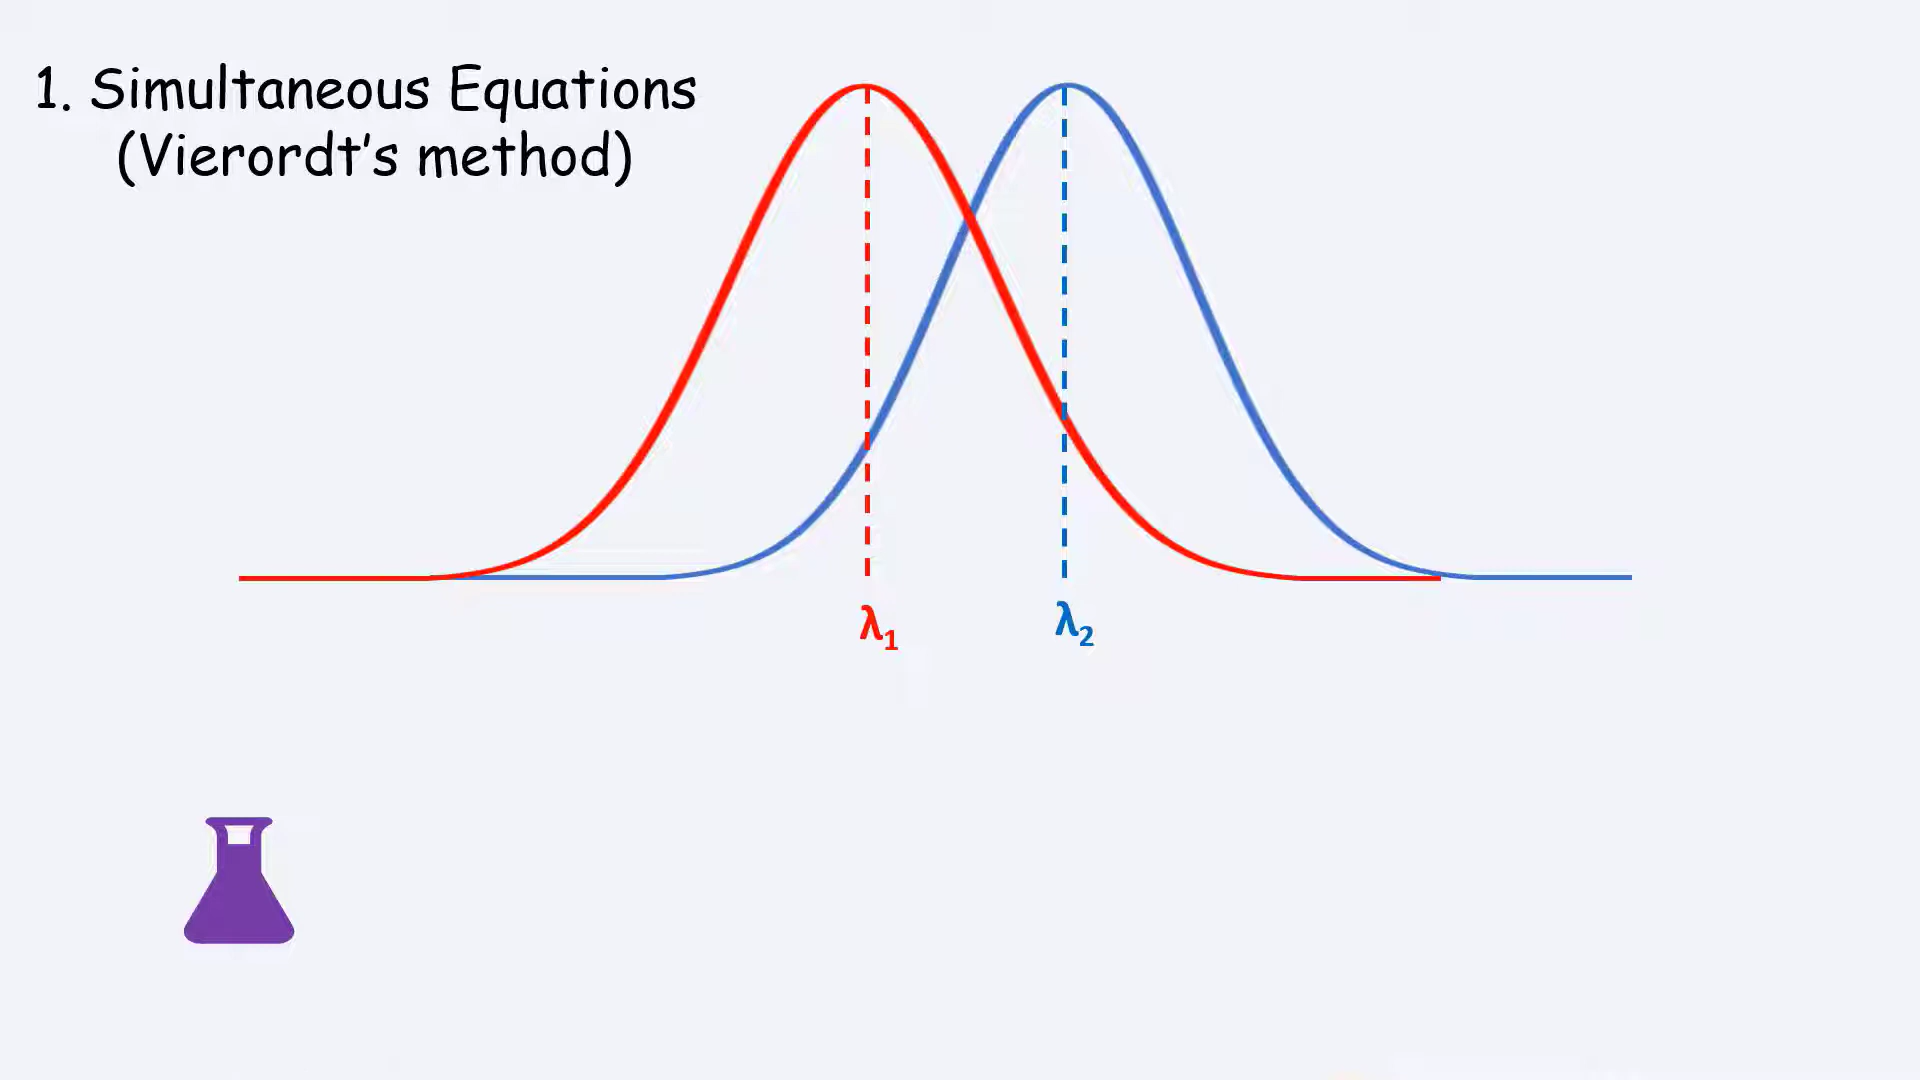 1. Simultaneous Equations
(Vierordt's method)
λ₁
λ₂